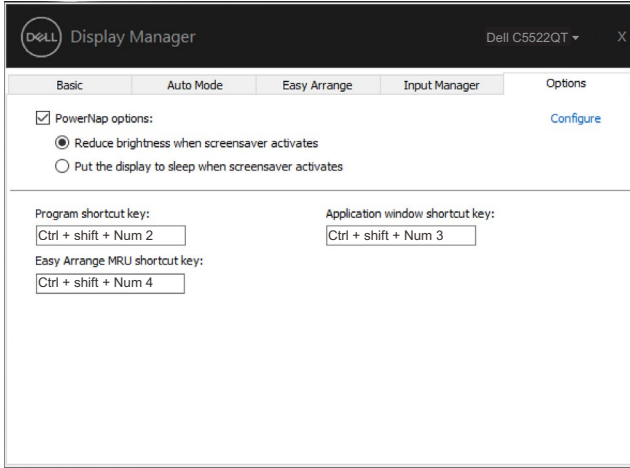 DELL Display Manager Dell C5522QT X
Basic Auto Mode Easy Arrange Input Manager Options
PowerNap options: Configure
Reduce brightness when screensaver activates
Put the display to sleep when screensaver activates
Program shortcut key: Application window shortcut key:
Ctrl + shift + Num 2 Ctrl + shift + Num 3
Easy Arrange MRU shortcut key:
Ctrl + shift + Num 4